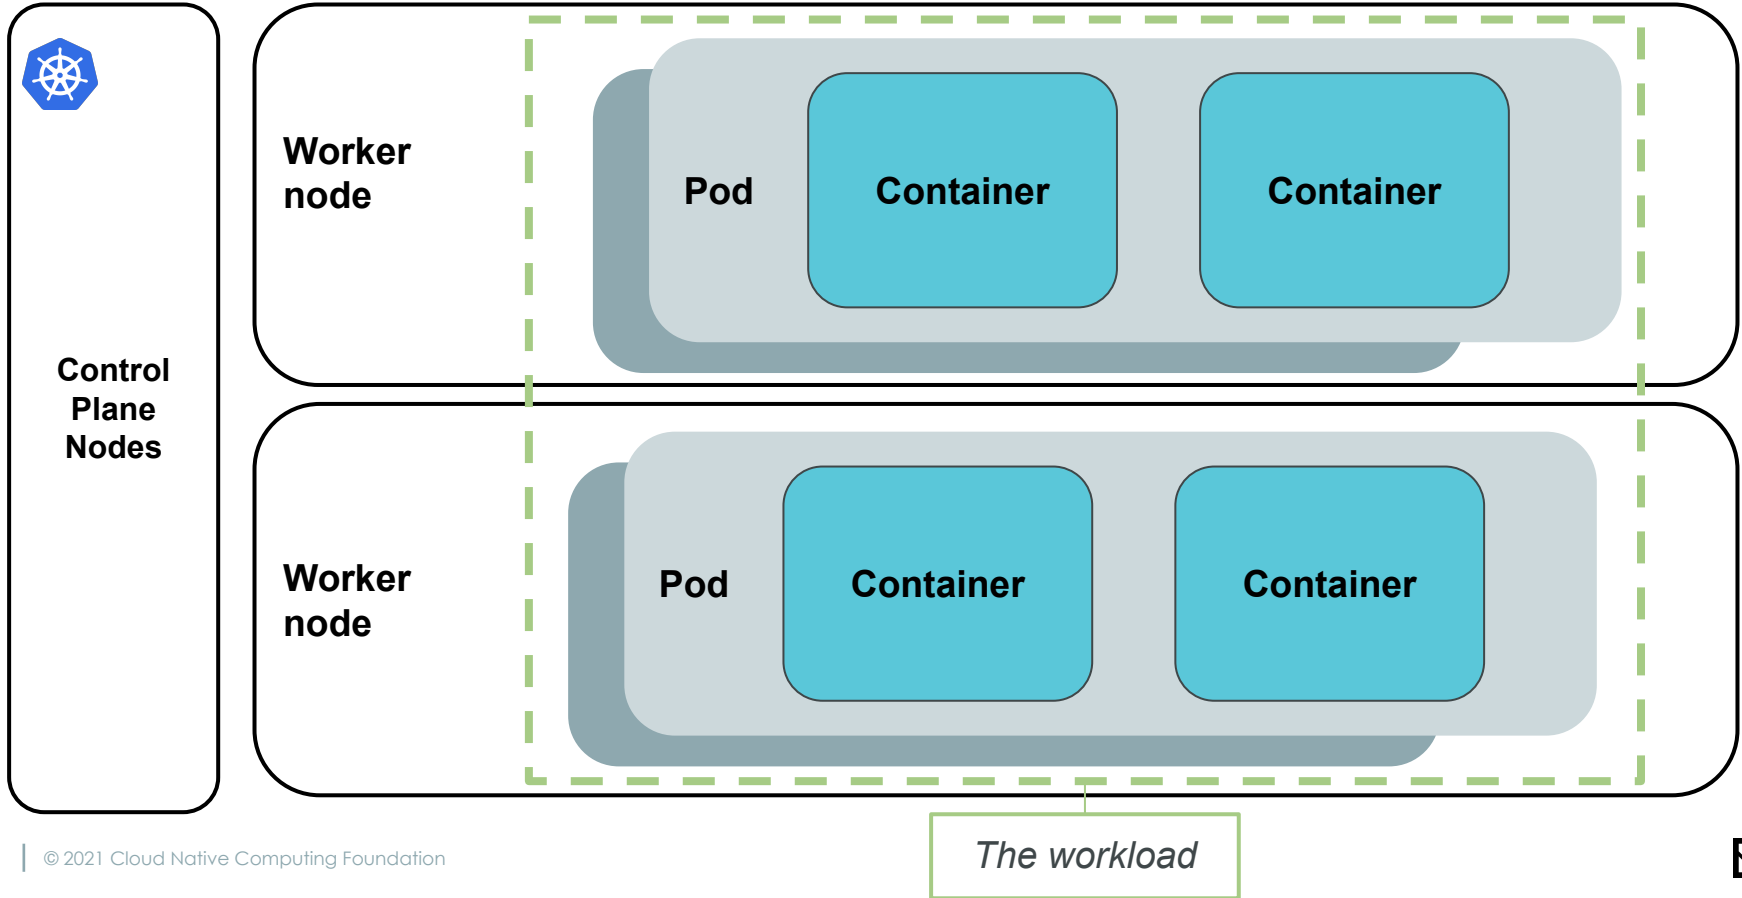 Control
Plane
Nodes
Worker
node
Pod
Container
Container
Worker
node
Pod
Container
Container
The workload
© 2021 Cloud Native Computing Foundation